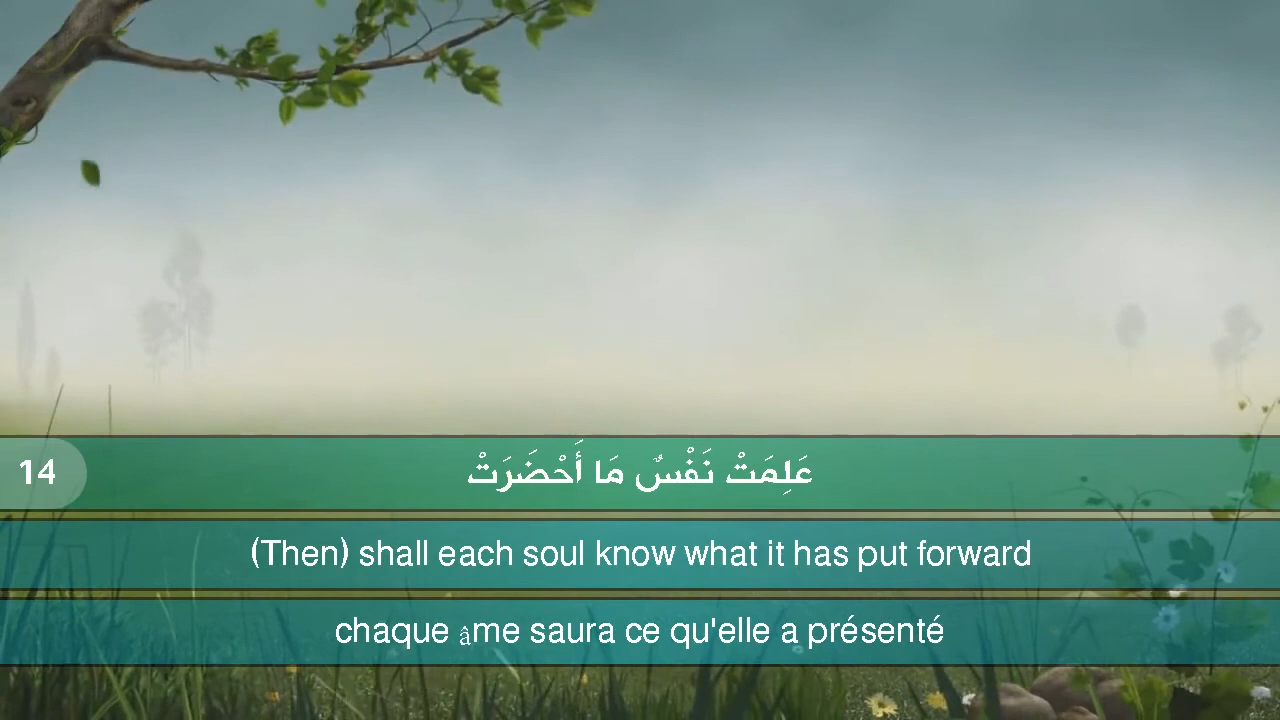 14
عَلِمَتْ نَفْسٌ مَا أَحْضَرَتْ
(Then) shall each soul know what it has put forward
chaque âme saura ce qu'elle a présenté